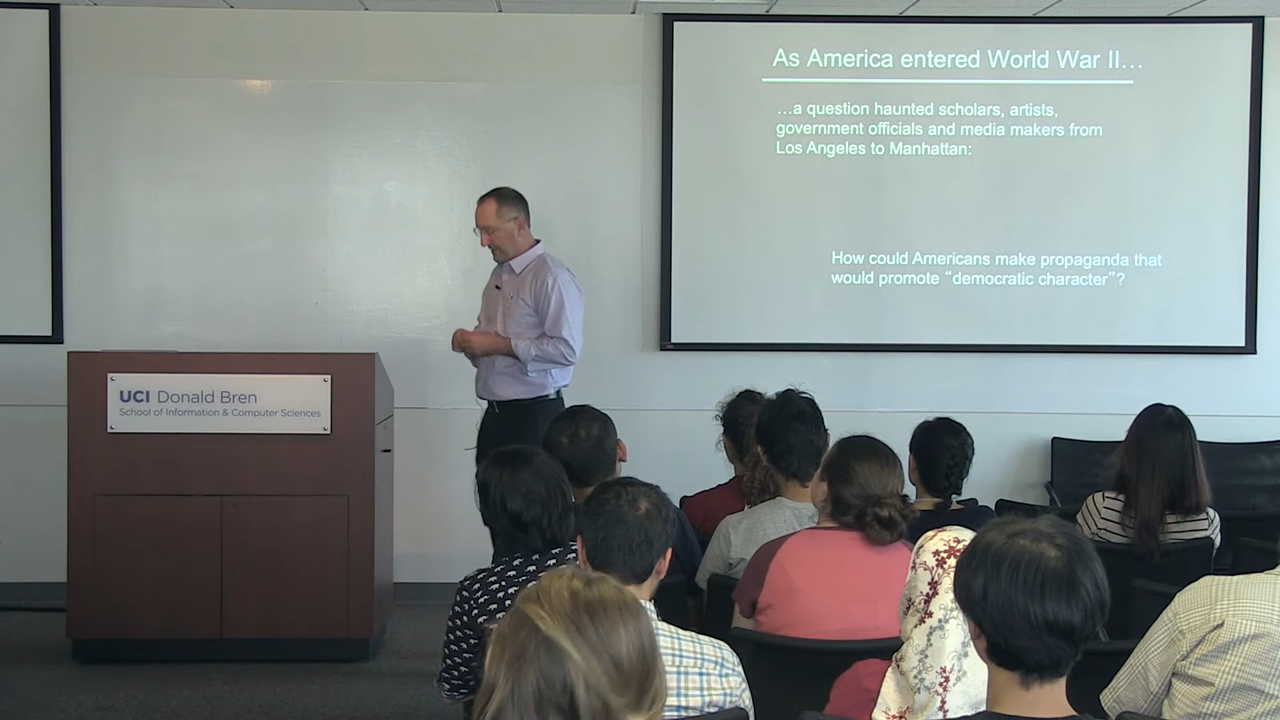 As America entered World War II…
…a question haunted scholars, artists,
government officials and media makers from
Los Angeles to Manhattan:
How could Americans make propaganda that
would promote “democratic character”?
UCI Donald Bren
School of Information & Computer Sciences